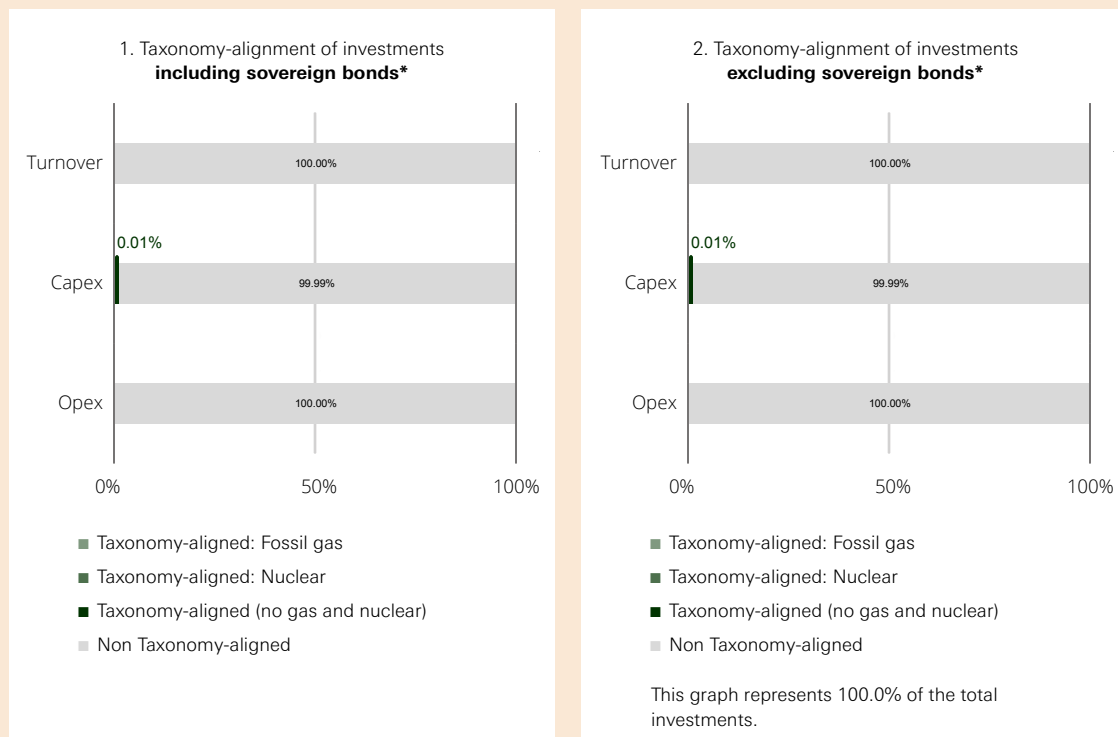 1. Taxonomy-alignment of investments
including sovereign bonds*
Turnover
100.00%
0.01%
Capex
99.99%
Opex
100.00%
0%
50%
100%
Taxonomy-aligned: Fossil gas
Taxonomy-aligned: Nuclear
Taxonomy-aligned (no gas and nuclear)
Non Taxonomy-aligned
2. Taxonomy-alignment of investments
excluding sovereign bonds*
Turnover
100.00%
0.01%
Capex
99.99%
Opex
100.00%
0%
50%
100%
Taxonomy-aligned: Fossil gas
Taxonomy-aligned: Nuclear
Taxonomy-aligned (no gas and nuclear)
Non Taxonomy-aligned
This graph represents 100.0% of the total
investments.